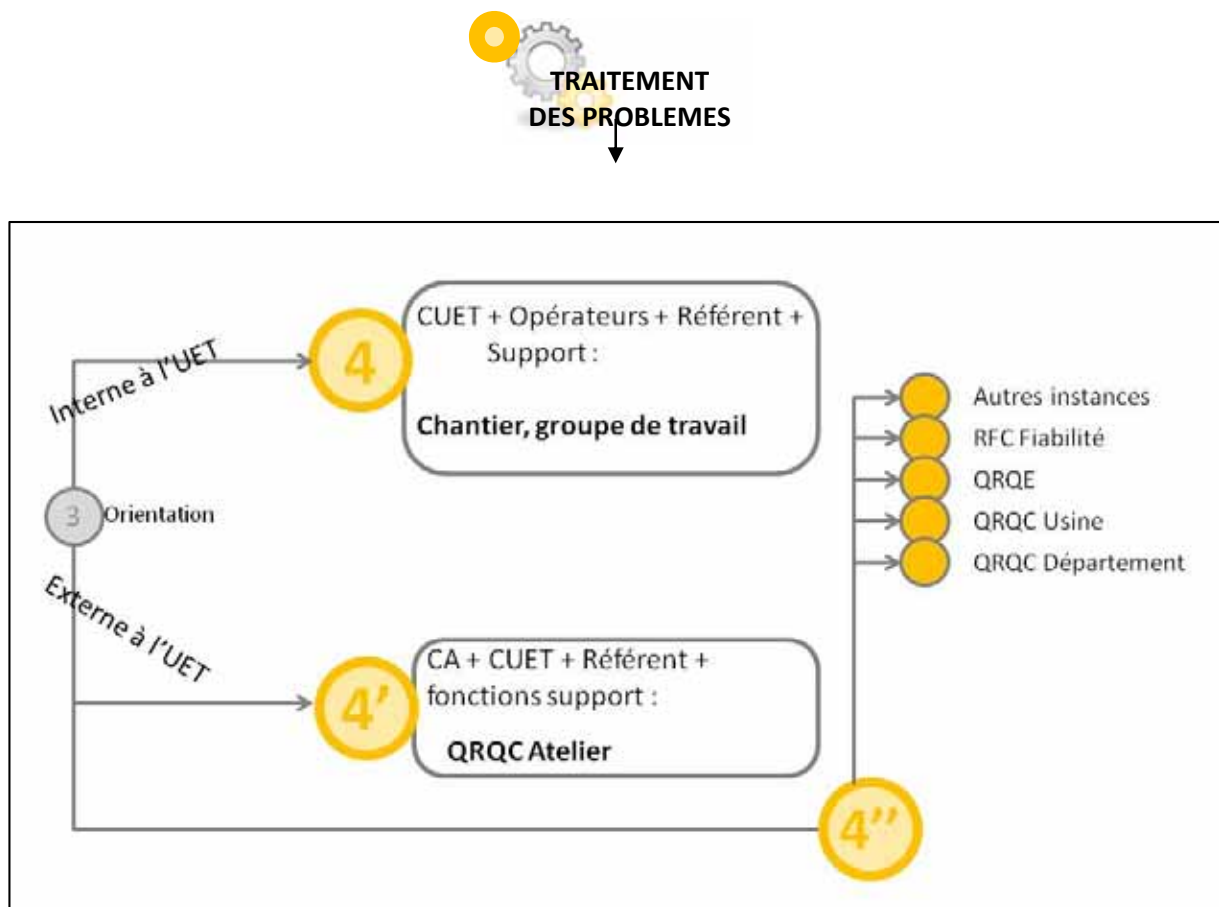 TRAITEMENT
DES PROBLEMES
Interne à l'UET
4
CUET + Opérateurs + Référent +
Support :
Chantier, groupe de travail
3 Orientation
Externe à l'UET
4'
CA + CUET + Référent +
fonctions support :
QRQC Atelier
Autres instances
RFC Fiabilité
QRQE
QRQC Usine
QRQC Département
4''